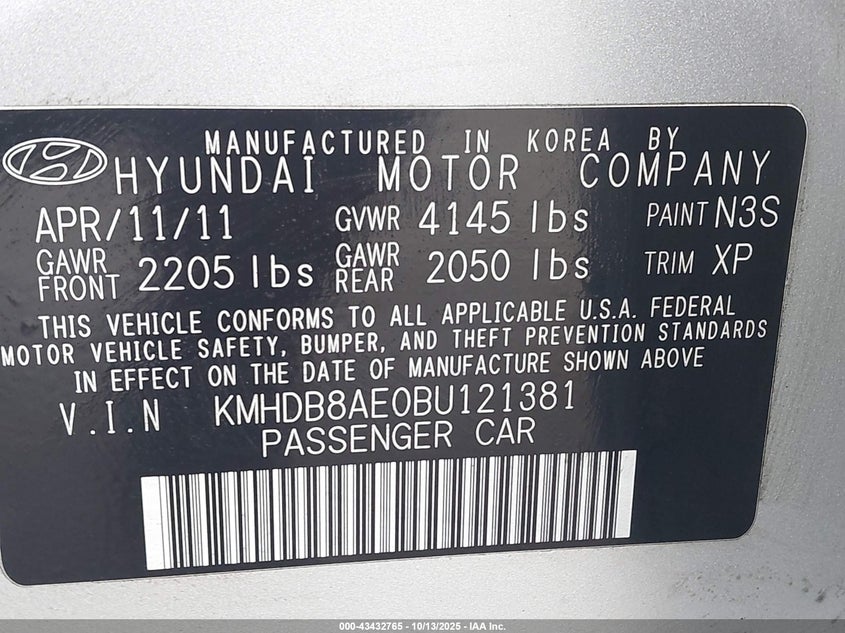 MANUFACTURED IN KOREA BY
HYUNDAI MOTOR COMPANY
APR/11/11 GVWR 4145 lbs PAINT N3S
GAWR FRONT 2205 lbs GAWR REAR 2050 lbs TRIM XP
THIS VEHICLE CONFORMS TO ALL APPLICABLE U.S.A. FEDERAL
MOTOR VEHICLE SAFETY, BUMPER, AND THEFT PREVENTION STANDARDS
IN EFFECT ON THE DATE OF MANUFACTURE SHOWN ABOVE
V.I.N KMHDB8AE0BU121381
PASSENGER CAR
000-43432765 - 10/13/2025 - IAA Inc.